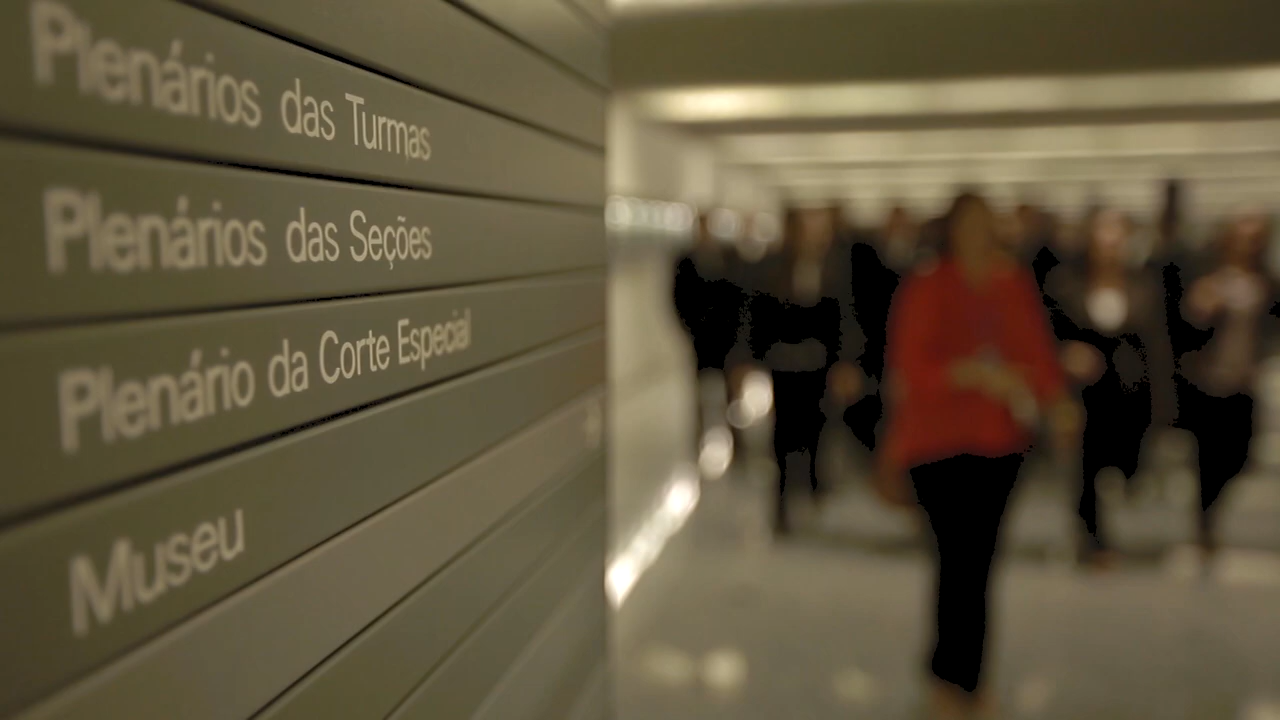 Plenários das Turmas
Plenários das Seções
Plenário da Corte Especial
Museu